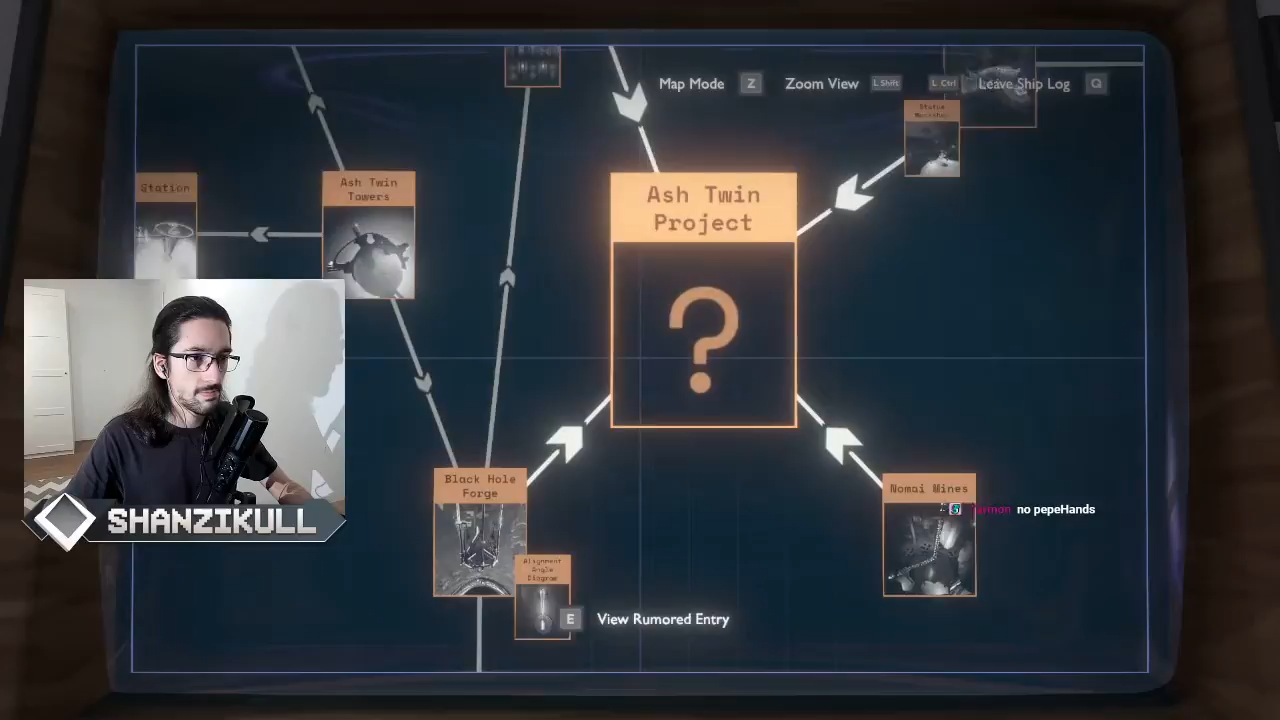 Map Mode Z Zoom View L Shift L Ctrl Leave Ship Log Q
Statue
Station
Ash Twin
Towers
Ash Twin
Project
?
Black Hole
Forge
Nomai Mines
no pepeHands
SHANZIKULL
Alignment
Angle
Diagram
E View Rumored Entry